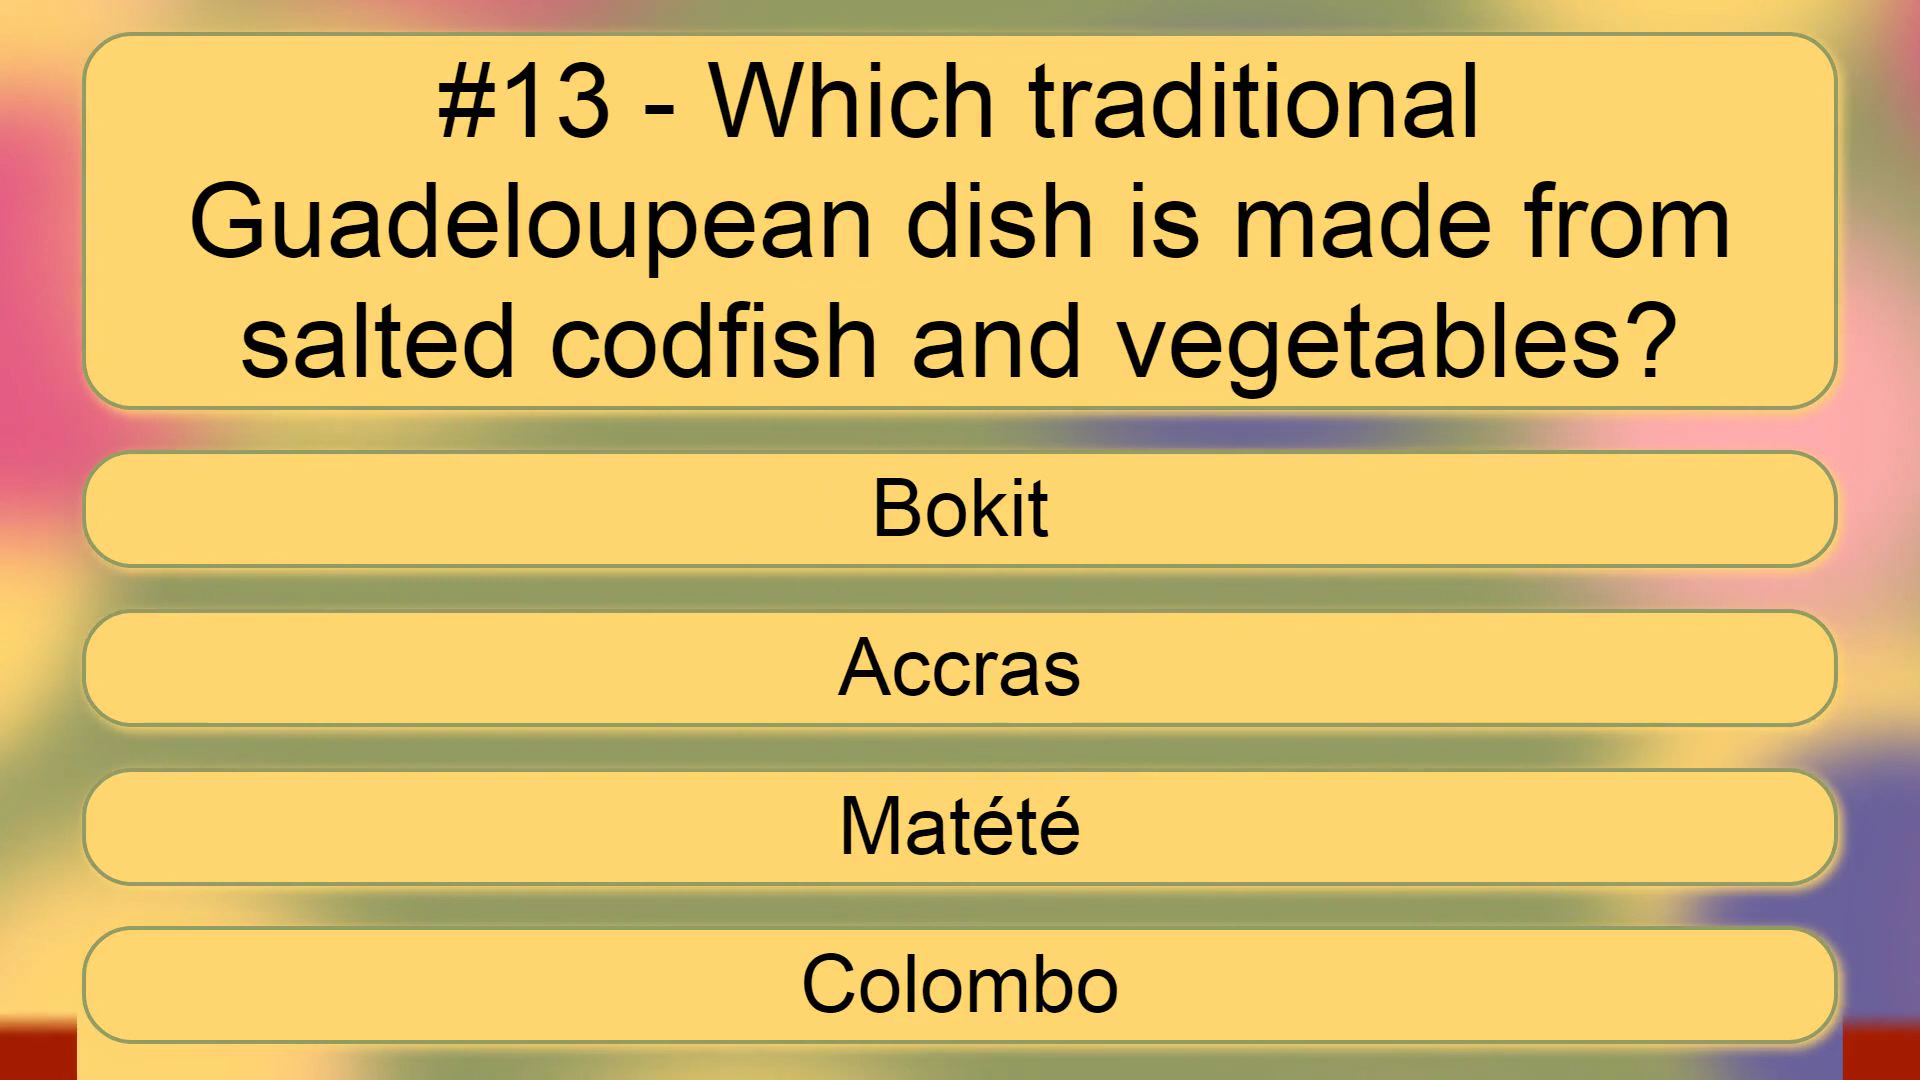 #13 - Which traditional
Guadeloupean dish is made from
salted codfish and vegetables?
Bokit
Accras
Matété
Colombo